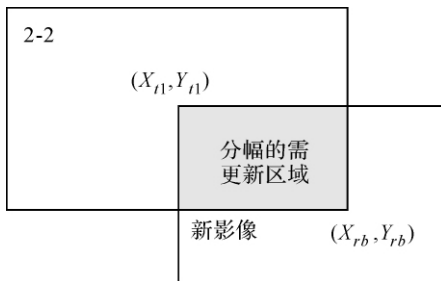 2-2
(X_{t1},Y_{t1})
分幅的需
更新区域
新影像
(X_{rb},Y_{rb})